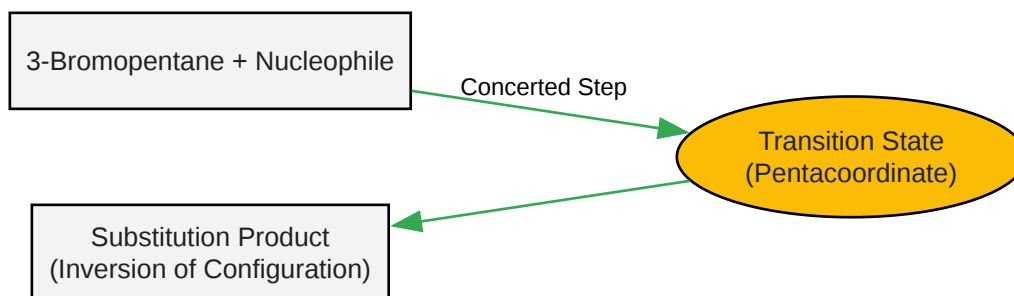 3-Bromopentane + Nucleophile
Concerted Step
Transition State
(Pentacoordinate)
Substitution Product
(Inversion of Configuration)